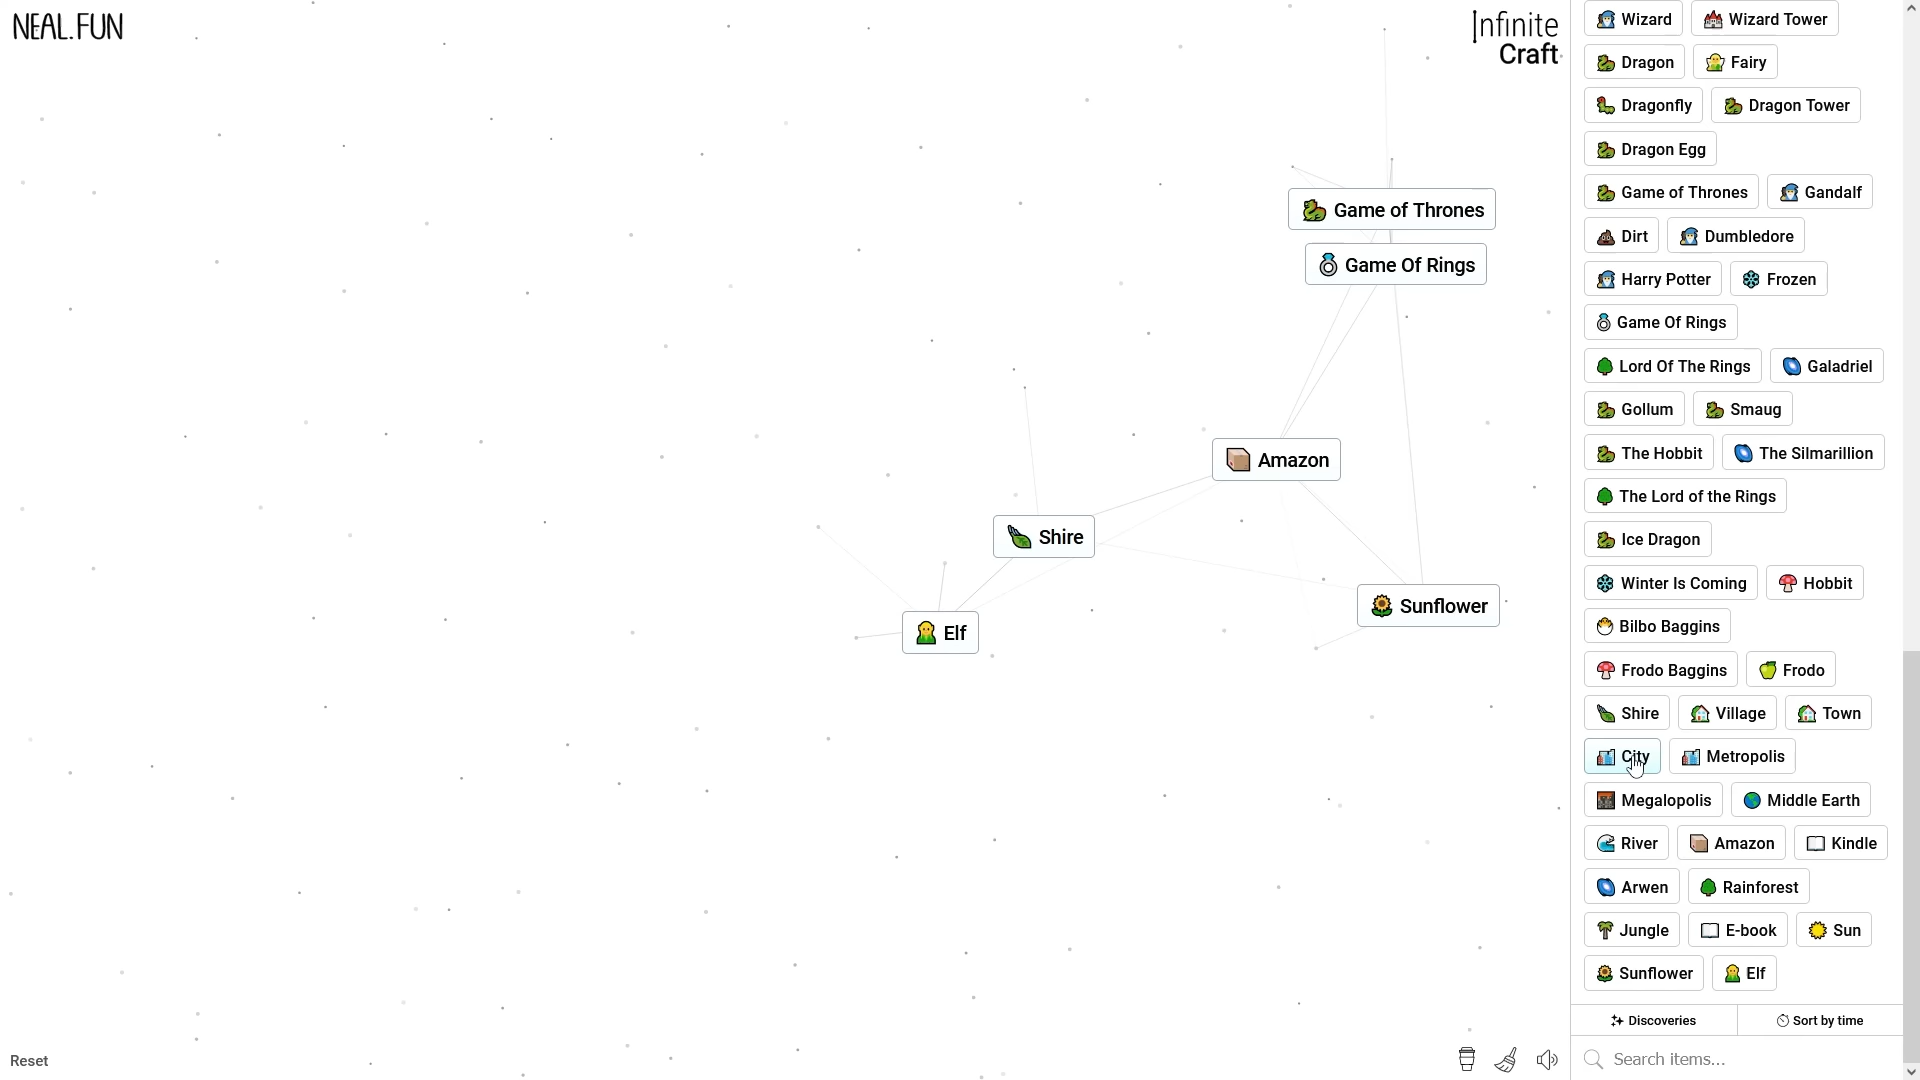 NEAL.FUN
Infinite
Craft
Game of Thrones
Game Of Rings
Amazon
Shire
Sunflower
Elf
Reset
Wizard Wizard Tower
Dragon Fairy
Dragonfly Dragon Tower
Dragon Egg
Game of Thrones Gandalf
Dirt Dumbledore
Harry Potter Frozen
Game Of Rings
Lord Of The Rings Galadriel
Gollum Smaug
The Hobbit The Silmarillion
The Lord of the Rings
Ice Dragon
Winter Is Coming Hobbit
Bilbo Baggins
Frodo Baggins Frodo
Shire Village Town
City Metropolis
Megalopolis Middle Earth
River Amazon Kindle
Arwen Rainforest
Jungle E-book Sun
Sunflower Elf
Discoveries Sort by time
Search items...